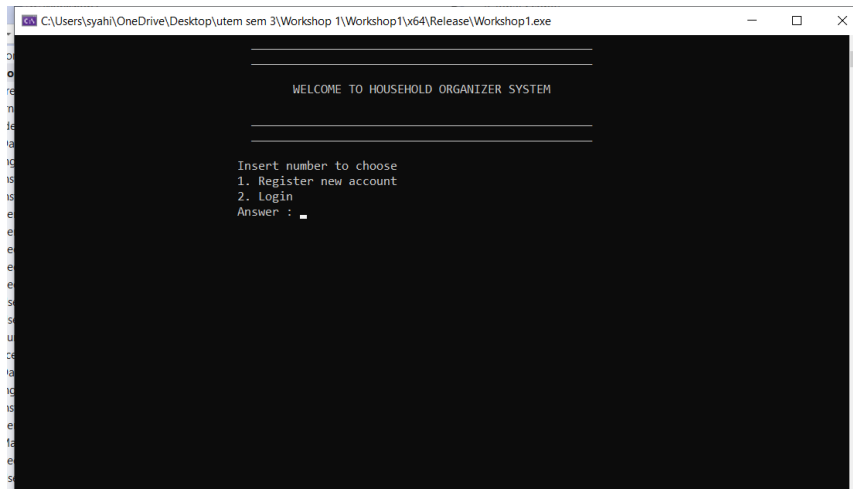 C:\Users\syahi\OneDrive\Desktop\utem sem 3\Workshop 1\Workshop1\x64\Release\Workshop1.exe
WELCOME TO HOUSEHOLD ORGANIZER SYSTEM
Insert number to choose
1. Register new account
2. Login
Answer :